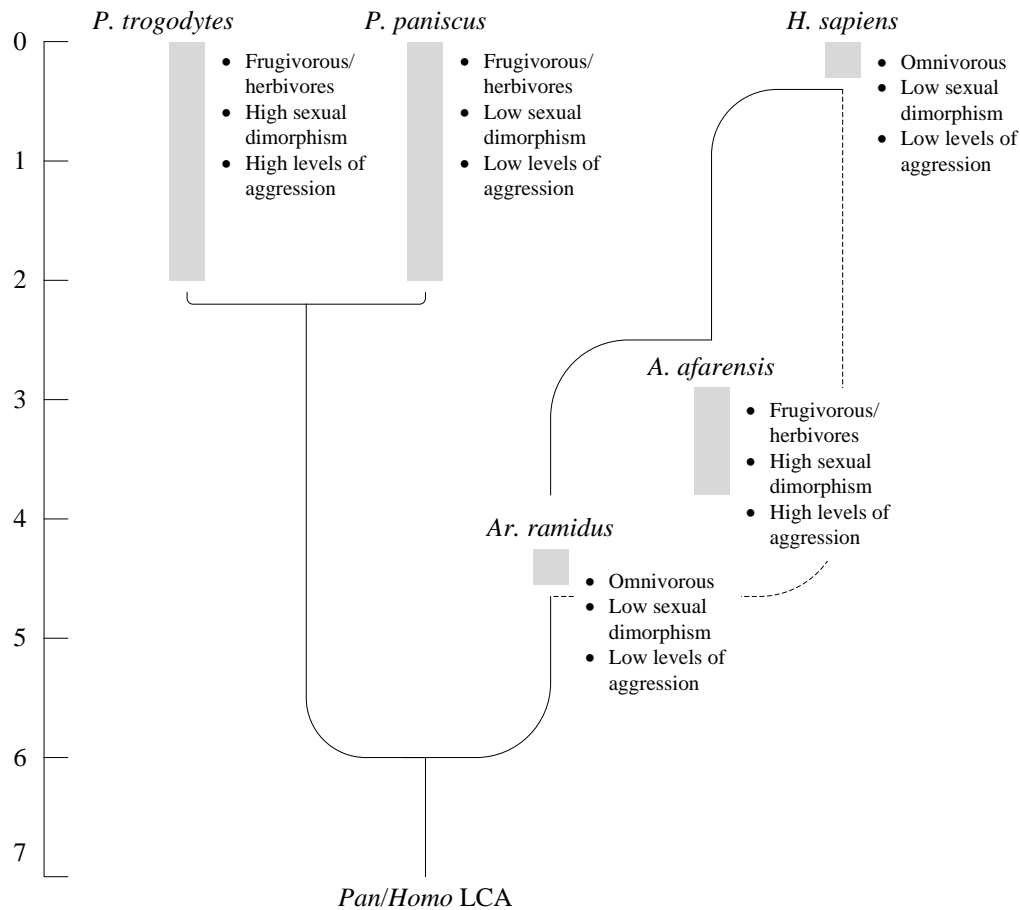 P. trogodytes
P. paniscus
H. sapiens
0
1
2
3
4
5
6
7
• Frugivorous/
herbivores
• High sexual
dimorphism
• High levels of
aggression
• Frugivorous/
herbivores
• Low sexual
dimorphism
• Low levels of
aggression
• Omnivorous
• Low sexual
dimorphism
• Low levels of
aggression
A. afarensis
• Frugivorous/
herbivores
• High sexual
dimorphism
• High levels of
aggression
Ar. ramidus
• Omnivorous
• Low sexual
dimorphism
• Low levels of
aggression
Pan/Homo LCA